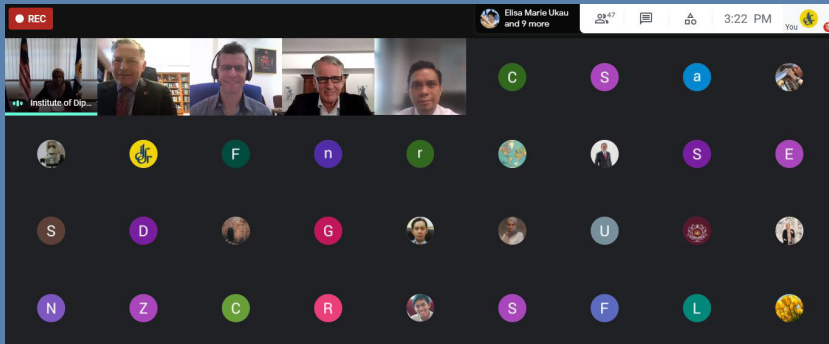 REC
Elisa Marie Ukau
and 9 more
47
3:22 PM
You
Institute of Dip...
C
S
a
F
n
r
S
E
S
D
G
U
N
Z
C
R
S
F
L